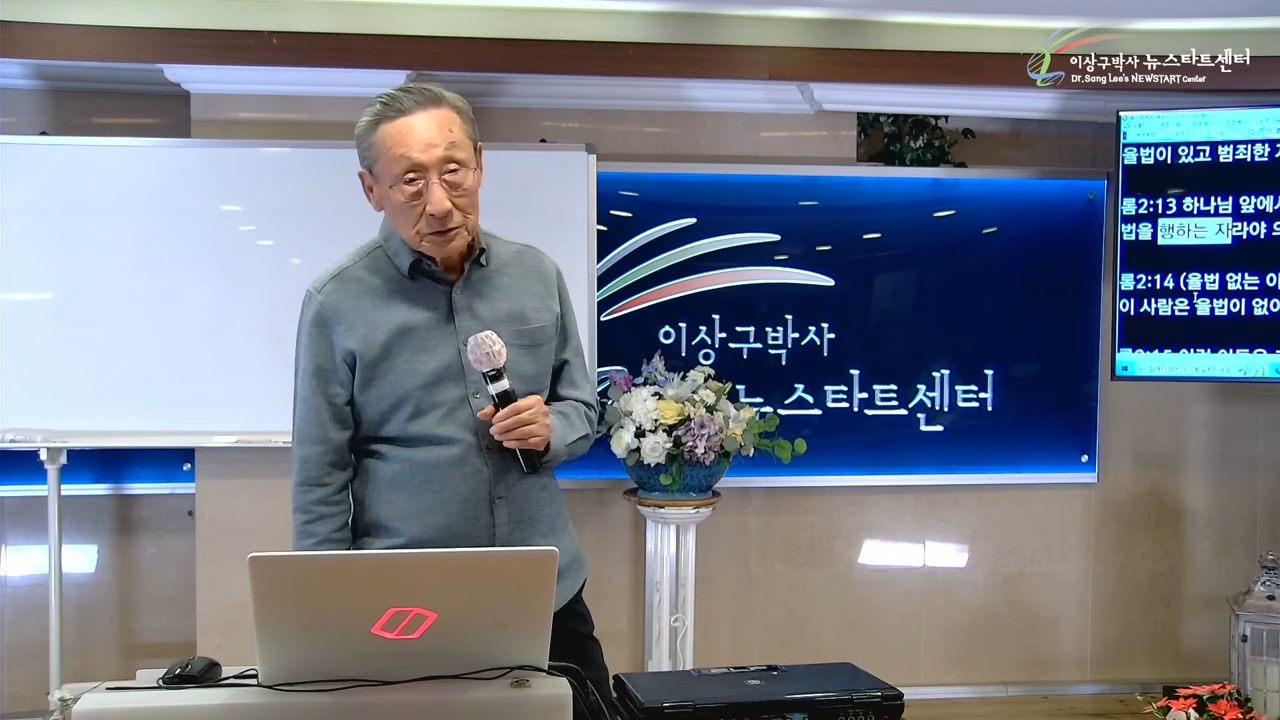 이상구박사 뉴스타트센터
Dr.Sang Lee's NEWSTART Center
율법이 있고 범죄한
롬2:13 하나님 앞에서
법을 행하는 자라야
롬2:14 (율법 없는 이
이 사람은 율법이 없이
이상구박사
뉴스타트센터